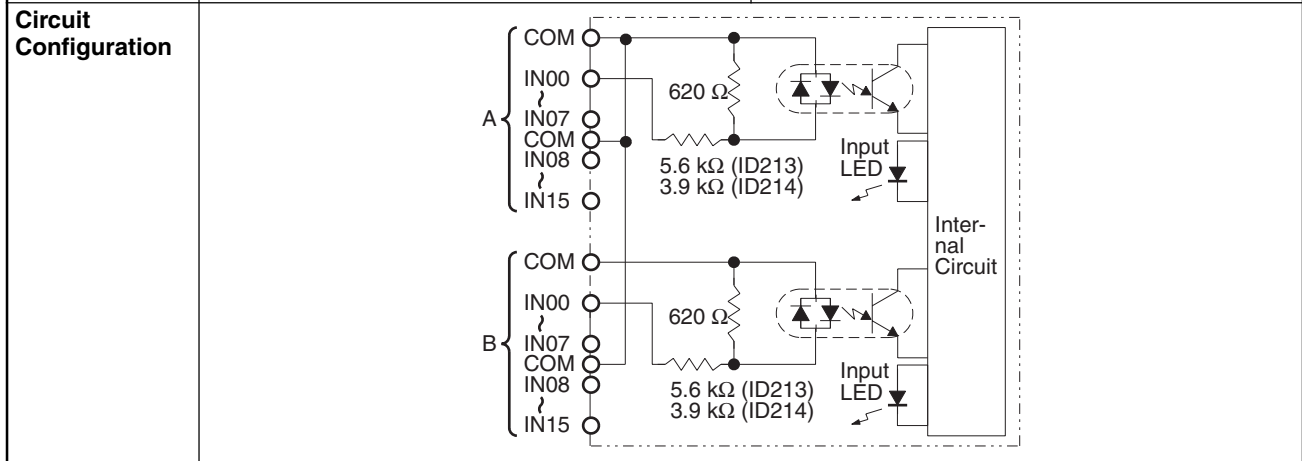 Circuit
Configuration
A
COM
IN00
~
IN07
COM
IN08
~
IN15
620 Ω
5.6 kΩ (ID213)
3.9 kΩ (ID214)
Input
LED
Inter-
nal
Circuit
B
COM
IN00
~
IN07
COM
IN08
~
IN15
620 Ω
5.6 kΩ (ID213)
3.9 kΩ (ID214)
Input
LED